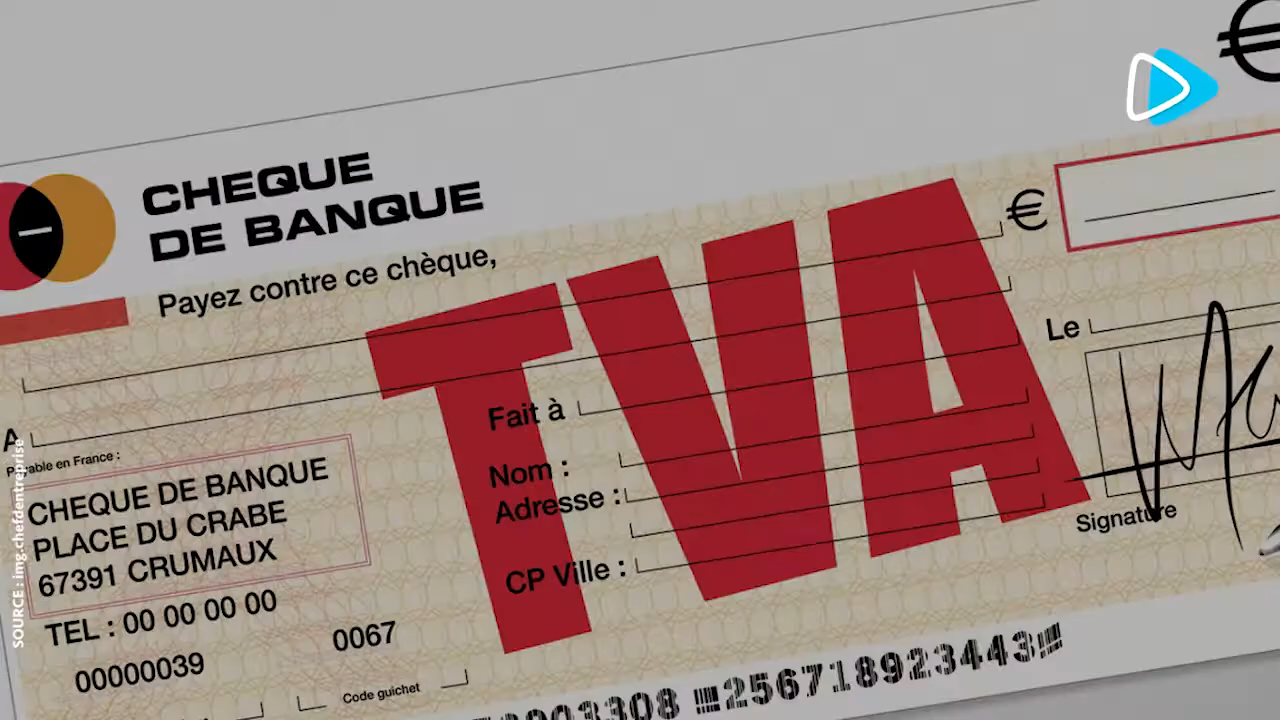 €
CHEQUE
DE BANQUE
Payez contre ce chèque,
TVA
€
A
Le
Fait à
Payable en France :
CHEQUE DE BANQUE
PLACE DU CRABE
67391 CRUMAUX
Nom :
Adresse :
CP Ville :
Signature
TEL : 00 00 00 00
00000039
0067
Code guichet
256718923443
SOURCE : img.chefdentreprise